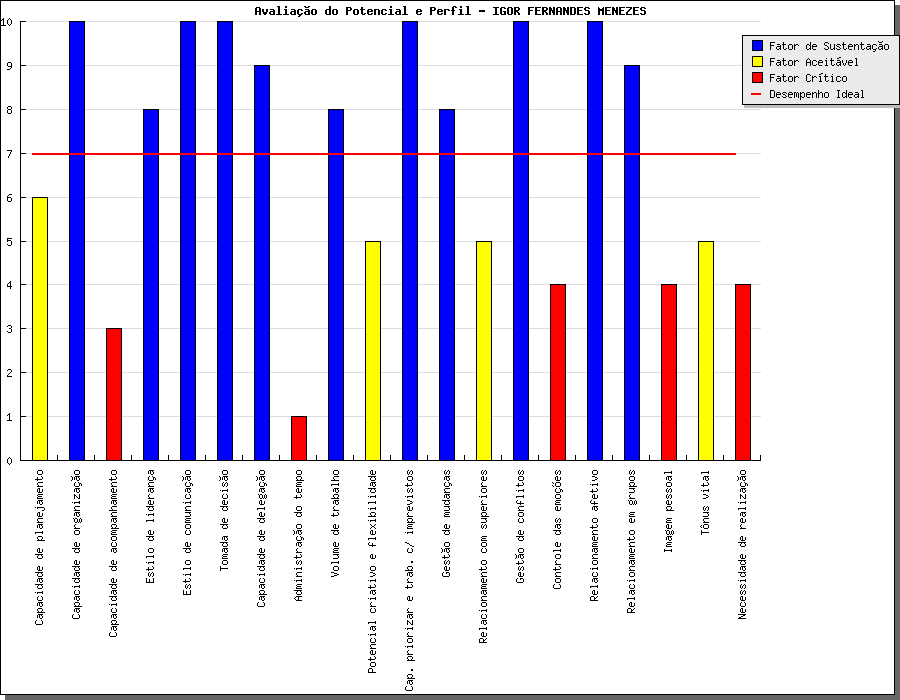 Avaliação do Potencial e Perfil - IGOR FERNANDES MENEZES
Fator de Sustentação
Fator Aceitável
Fator Crítico
Desempenho Ideal
10
9
8
7
6
5
4
3
2
1
0
Capacidade de planejamento
Capacidade de organização
Capacidade de acompanhamento
Estilo de liderança
Estilo de comunicação
Tomada de decisão
Capacidade de delegação
Administração do tempo
Volume de trabalho
Potencial criativo e flexibilidade
Cap. priorizar e trab. c/ imprevistos
Gestão de mudanças
Relacionamento com superiores
Gestão de conflitos
Controle das emoções
Relacionamento afetivo
Relacionamento em grupos
Imagem pessoal
Tônus vital
Necessidade de realização